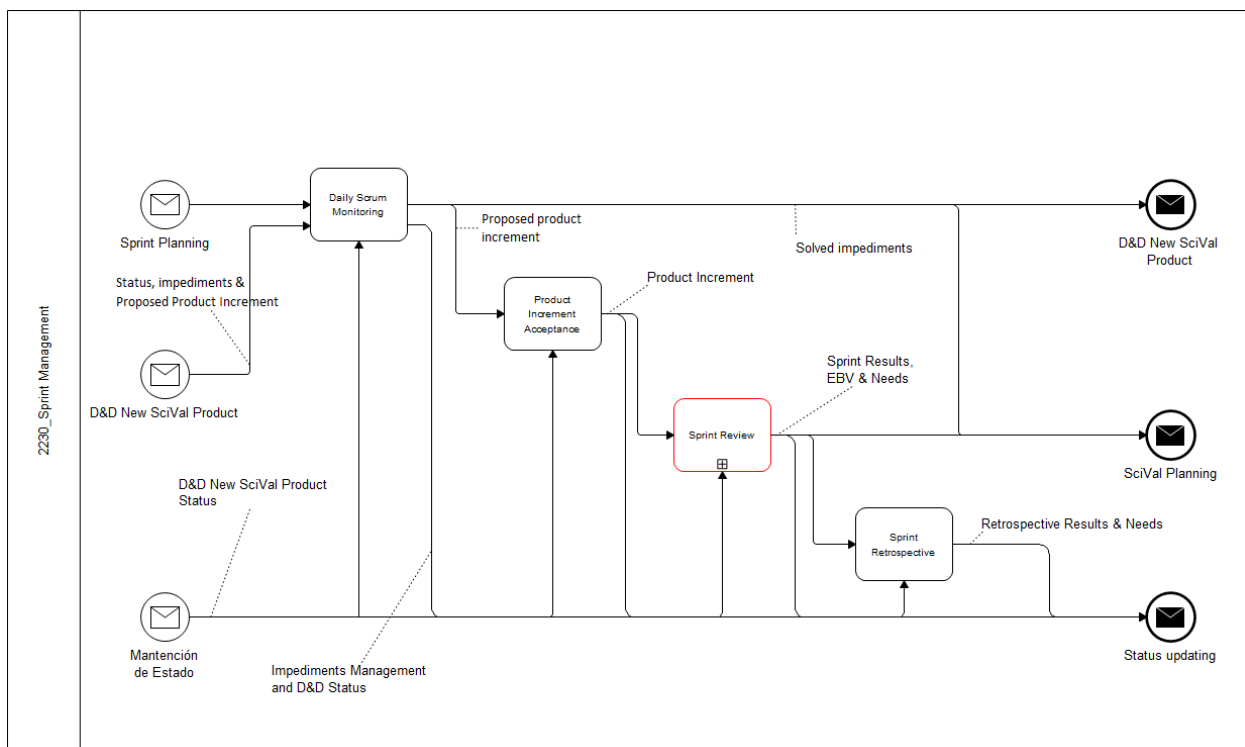 2230_Sprint Management
Daily Scrum
Monitoring
Sprint Planning
Proposed product
increment
Solved impediments
D&D New SciVal
Product
Status, impediments &
Proposed Product Increment
Product Increment
Product
Increment
Acceptance
D&D New SciVal Product
Sprint Results,
EBV & Needs
Sprint Review
SciVal Planning
D&D New SciVal Product
Status
Sprint
Retrospective
Retrospective Results & Needs
Mantención
de Estado
Impediments Management
and D&D Status
Status updating